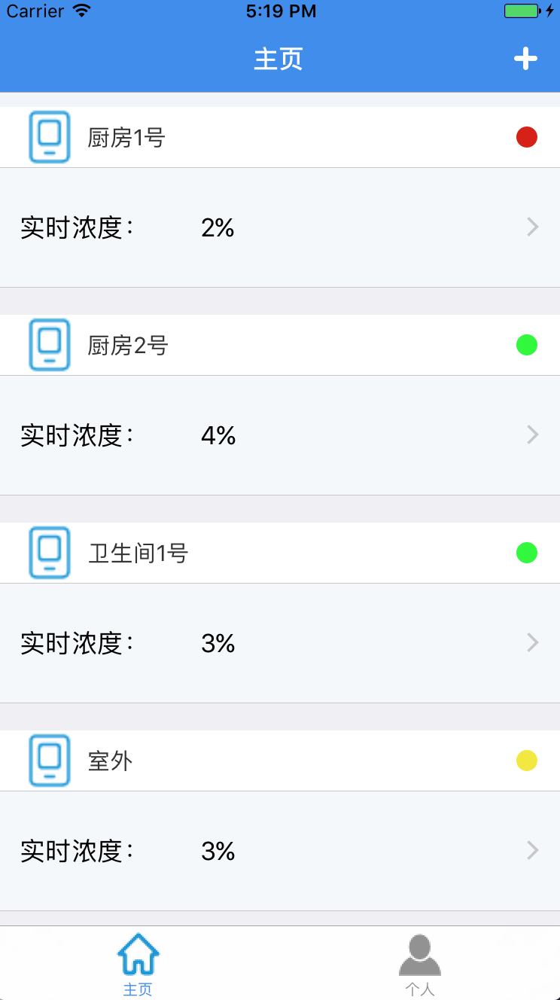 Carrier 5:19 PM
主页
厨房1号
实时浓度： 2%
厨房2号
实时浓度： 4%
卫生间1号
实时浓度： 3%
室外
实时浓度： 3%
主页 个人